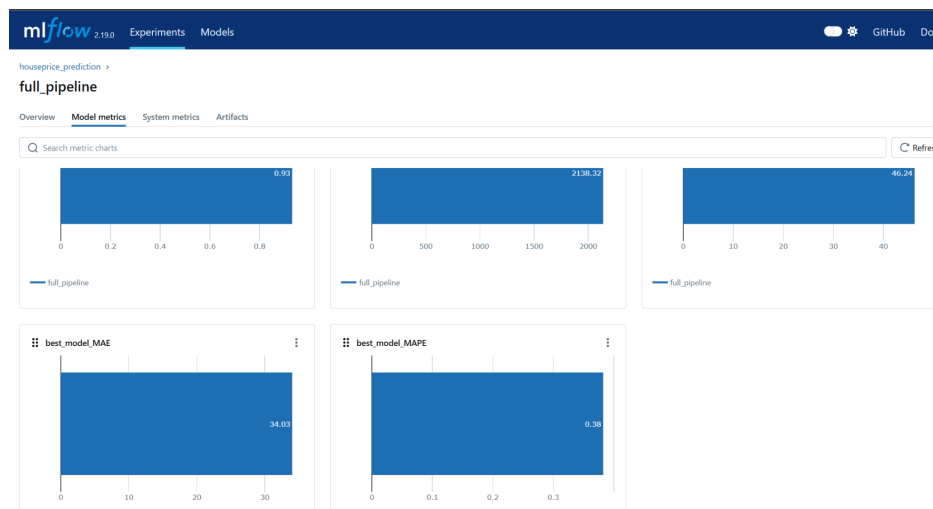 mlflow 2.19.0 Experiments Models GitHub Do
houseprice_prediction >
full_pipeline
Overview Model metrics System metrics Artifacts
Search metric charts Refres
0.93 2138.32 46.24
0 0.2 0.4 0.6 0.8 0 500 1000 1500 2000 0 10 20 30 40
full_pipeline full_pipeline full_pipeline
best_model_MAE best_model_MAPE
34.03 0.38
0 10 20 30 0 0.1 0.2 0.3